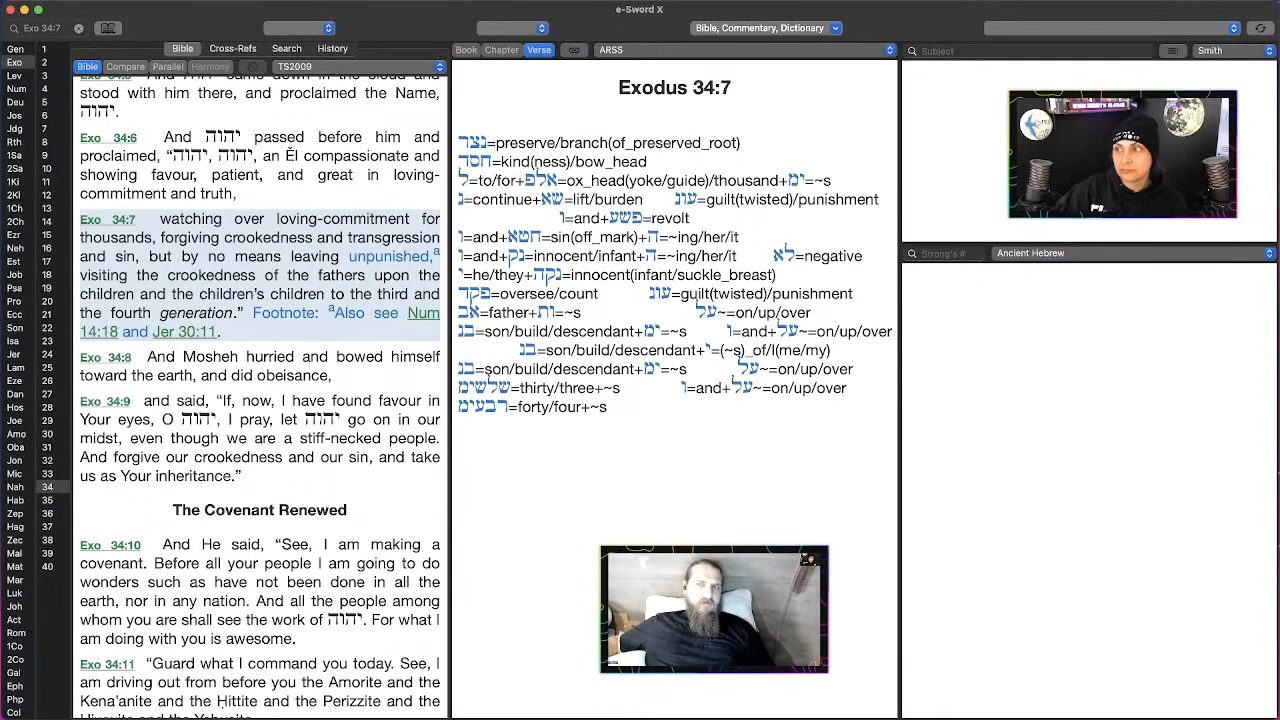 e-Sword X
Exo 34:7
Bible, Commentary, Dictionary
Bible Cross-Refs Search History
Book Chapter Verse ARSS
Subject Smith
Bible Compare Parallel Harmony TS2009
Gen
Exo
Lev
Num
Deu
Jos
Jdg
Rth
1Sa
2Sa
1Ki
2Ki
1Ch
2Ch
Ezr
Neh
Est
Job
Psa
Pro
Ecc
Son
Isa
Jer
Lam
Eze
Dan
Hos
Joe
Amo
Oba
Jon
Mic
Nah
Hab
Zep
Hag
Zec
Mal
Mat
Mar
Luk
Joh
Act
Rom
1Co
2Co
Gal
Eph
Php
Col
1
2
3
4
5
6
7
8
9
10
11
12
13
14
15
16
17
18
19
20
21
22
23
24
25
26
27
28
29
30
31
32
33
34
35
36
37
38
39
40
stood with him there, and proclaimed the Name,
יהוה.
Exo 34:6 And יהוה passed before him and
proclaimed, “יהוה, יהוה, an Ěl compassionate and
showing favour, patient, and great in loving-
commitment and truth,
Exo 34:7 watching over loving-commitment for
thousands, forgiving crookedness and transgression
and sin, but by no means leaving unpunished,a
visiting the crookedness of the fathers upon the
children and the children’s children to the third and
the fourth generation.” Footnote: aAlso see Num
14:18 and Jer 30:11.
Exo 34:8 And Mosheh hurried and bowed himself
toward the earth, and did obeisance,
Exo 34:9 and said, “If, now, I have found favour in
Your eyes, O יהוה, I pray, let יהוה go on in our
midst, even though we are a stiff-necked people.
And forgive our crookedness and our sin, and take
us as Your inheritance.”
The Covenant Renewed
Exo 34:10 And He said, “See, I am making a
covenant. Before all your people I am going to do
wonders such as have not been done in all the
earth, nor in any nation. And all the people among
whom you are shall see the work of יהוה. For what I
am doing with you is awesome.
Exo 34:11 “Guard what I command you today. See, I
am driving out from before you the Amorite and the
Kena‛anite and the Ḥittite and the Perizzite and the
Exodus 34:7
נצר=preserve/branch(of_preserved_root)
חסד=kind(ness)/bow_head
ל=to/for+אלפ=ox_head(yoke/guide)/thousand+ימ=~s
נ=continue+שא=lift/burden עונ=guilt(twisted)/punishment
ו=and+פשע=revolt
ו=and+חטא=sin(off_mark)+ה=~ing/her/it
ו=and+נק=innocent/infant+ה=~ing/her/it לא=negative
י=he/they+נקה=innocent(infant/suckle_breast)
פקד=oversee/count עונ=guilt(twisted)/punishment
אב=father+ות=~s על~=on/up/over
בנ=son/build/descendant+ימ=~s ו=and+על~=on/up/over
בנ=son/build/descendant+י=(~s)_of/I(me/my)
בנ=son/build/descendant+ימ=~s על~=on/up/over
שלשימ=thirty/three+~s ו=and+על~=on/up/over
רבעימ=forty/four+~s
Strong's # Ancient Hebrew